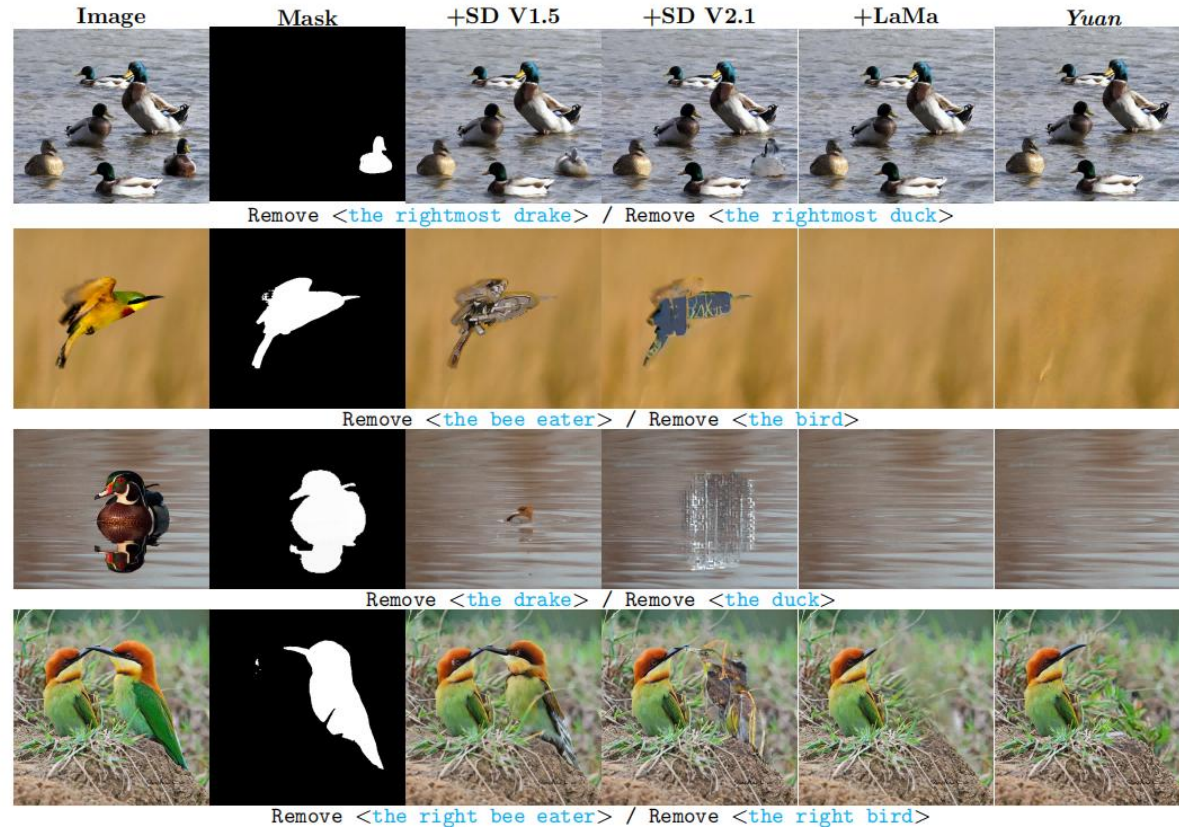 Image Mask +SD V1.5 +SD V2.1 +LaMa Yuan
Remove <the rightmost drake> / Remove <the rightmost duck>
Remove <the bee eater> / Remove <the bird>
Remove <the drake> / Remove <the duck>
Remove <the right bee eater> / Remove <the right bird>